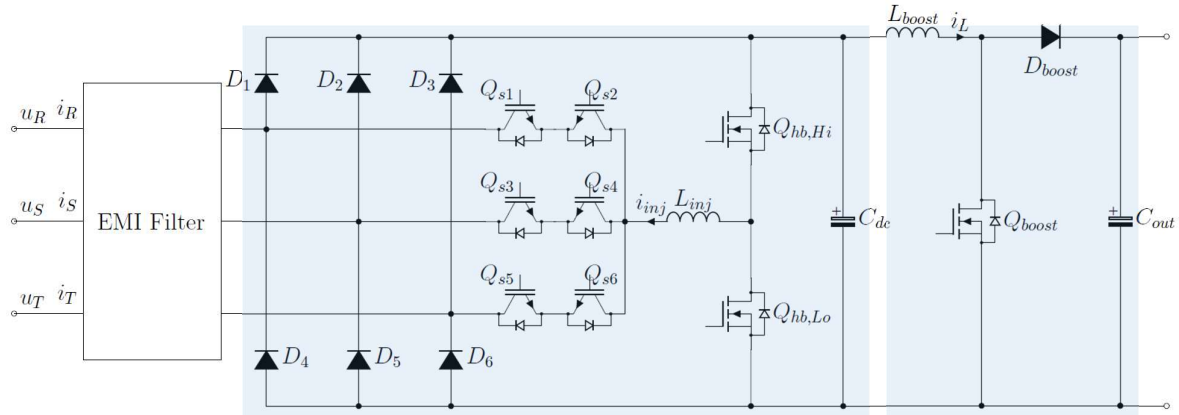 L_boost i_L
D_boost
D_1 D_2 D_3
Q_s1 Q_s2
u_R i_R
Q_hb,Hi
Q_s3 Q_s4
i_inj L_inj
u_S i_S
EMI Filter
+ C_dc
Q_boost
+ C_out
Q_s5 Q_s6
u_T i_T
Q_hb,Lo
D_4 D_5 D_6